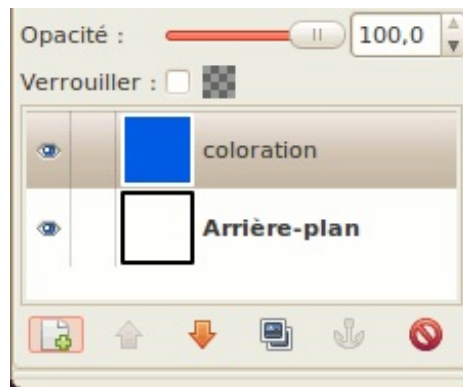 Opacité : 100,0
Verrouiller :
coloration
Arrière-plan